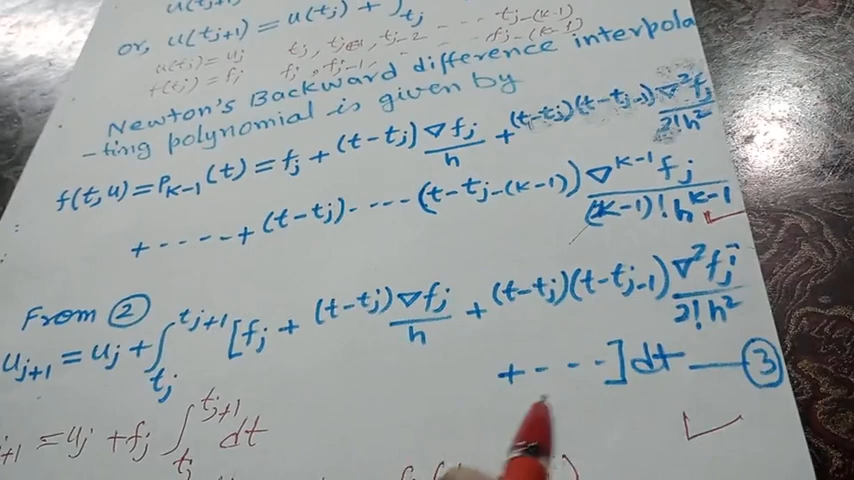 u(tj+1)
or, u(tj+1) = u(tj) + ∫tj
u(tj) = uj tj, tj-1, tj-2 - - - tj-(k-1)
f(tj) = fj fj, fj-1, - - - fj-(k-1)
Newton's Backward difference interpola
-ting polynomial is given by
f(t,u) = Pk-1(t) = fj + (t-tj)∇fj/h + (t-tj)(t-tj-1)∇²fj/2!h²
+ - - - - + (t-tj) - - - - (t-tj-(k-1))∇^k-1 fj/(k-1)! h^k-1
From ②
uj+1 = uj + ∫tj^tj+1 [fj + (t-tj)∇fj/h + (t-tj)(t-tj-1)∇²fj/2!h²
+ - - - ]dt — ③
j+1 = uj + fj ∫tj^tj+1 dt